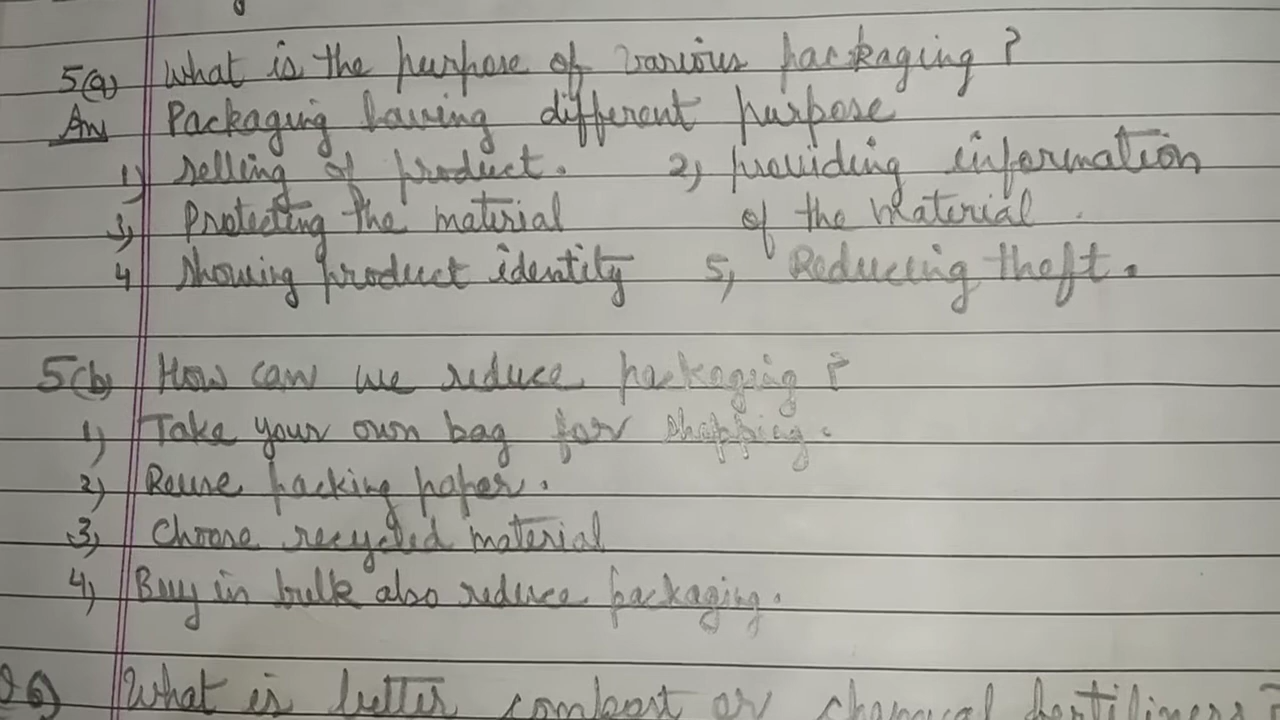 5(a) What is the purpose of various packaging ?
Ans Packaging having different purpose
1) selling of product. 2) providing information
3) Protecting the material of the material.
4 showing product identity 5) Reducing theft.
5(b) How can we reduce packaging ?
1) Take your own bag for shopping.
2) Reuse packing paper.
3) Choose recycled material
4) Buy in bulk also reduce packaging.
Q6) What is better compost or